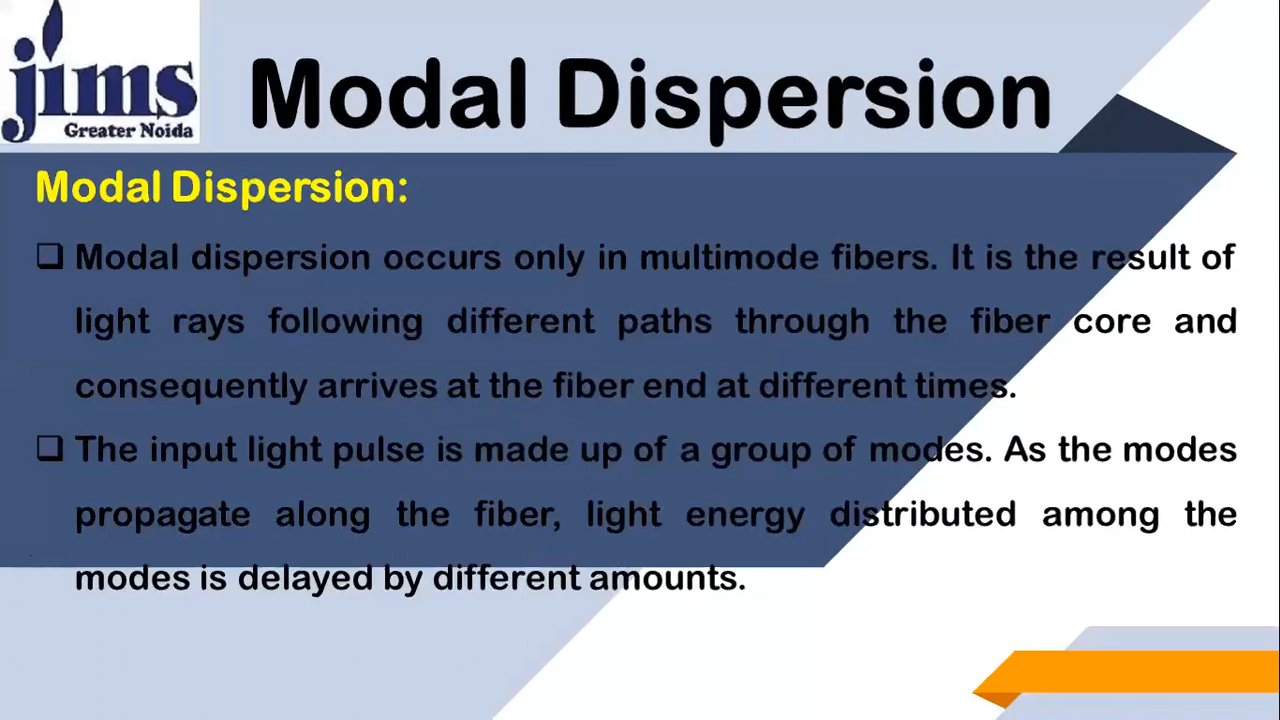 jims
Greater Noida
Modal Dispersion
Modal Dispersion:
❑ Modal dispersion occurs only in multimode fibers. It is the result of
light rays following different paths through the fiber core and
consequently arrives at the fiber end at different times.
❑ The input light pulse is made up of a group of modes. As the modes
propagate along the fiber, light energy distributed among the
modes is delayed by different amounts.